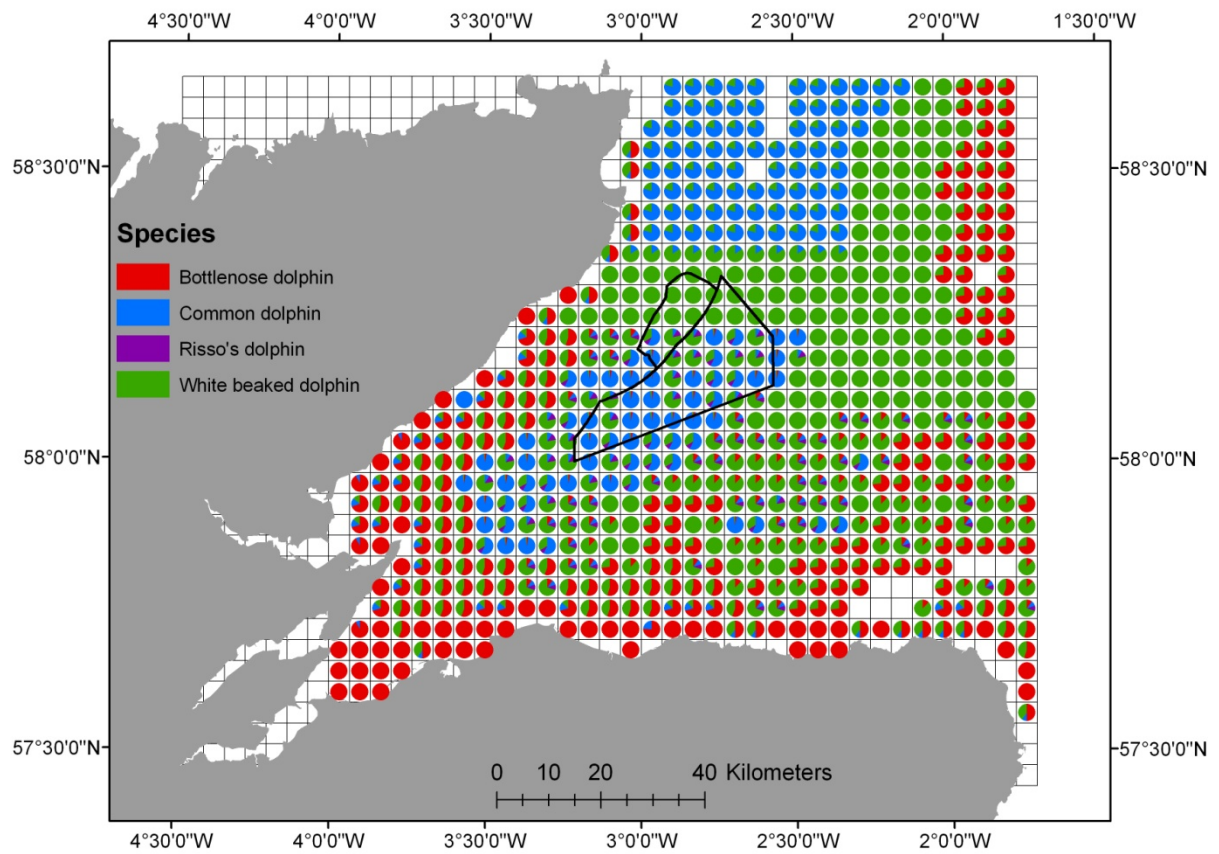 4°30'0"W 4°0'0"W 3°30'0"W 3°0'0"W 2°30'0"W 2°0'0"W 1°30'0"W
58°30'0"N 58°30'0"N
Species
Bottlenose dolphin
Common dolphin
Risso's dolphin
White beaked dolphin
58°0'0"N 58°0'0"N
57°30'0"N 57°30'0"N
0 10 20 40 Kilometers
4°30'0"W 4°0'0"W 3°30'0"W 3°0'0"W 2°30'0"W 2°0'0"W